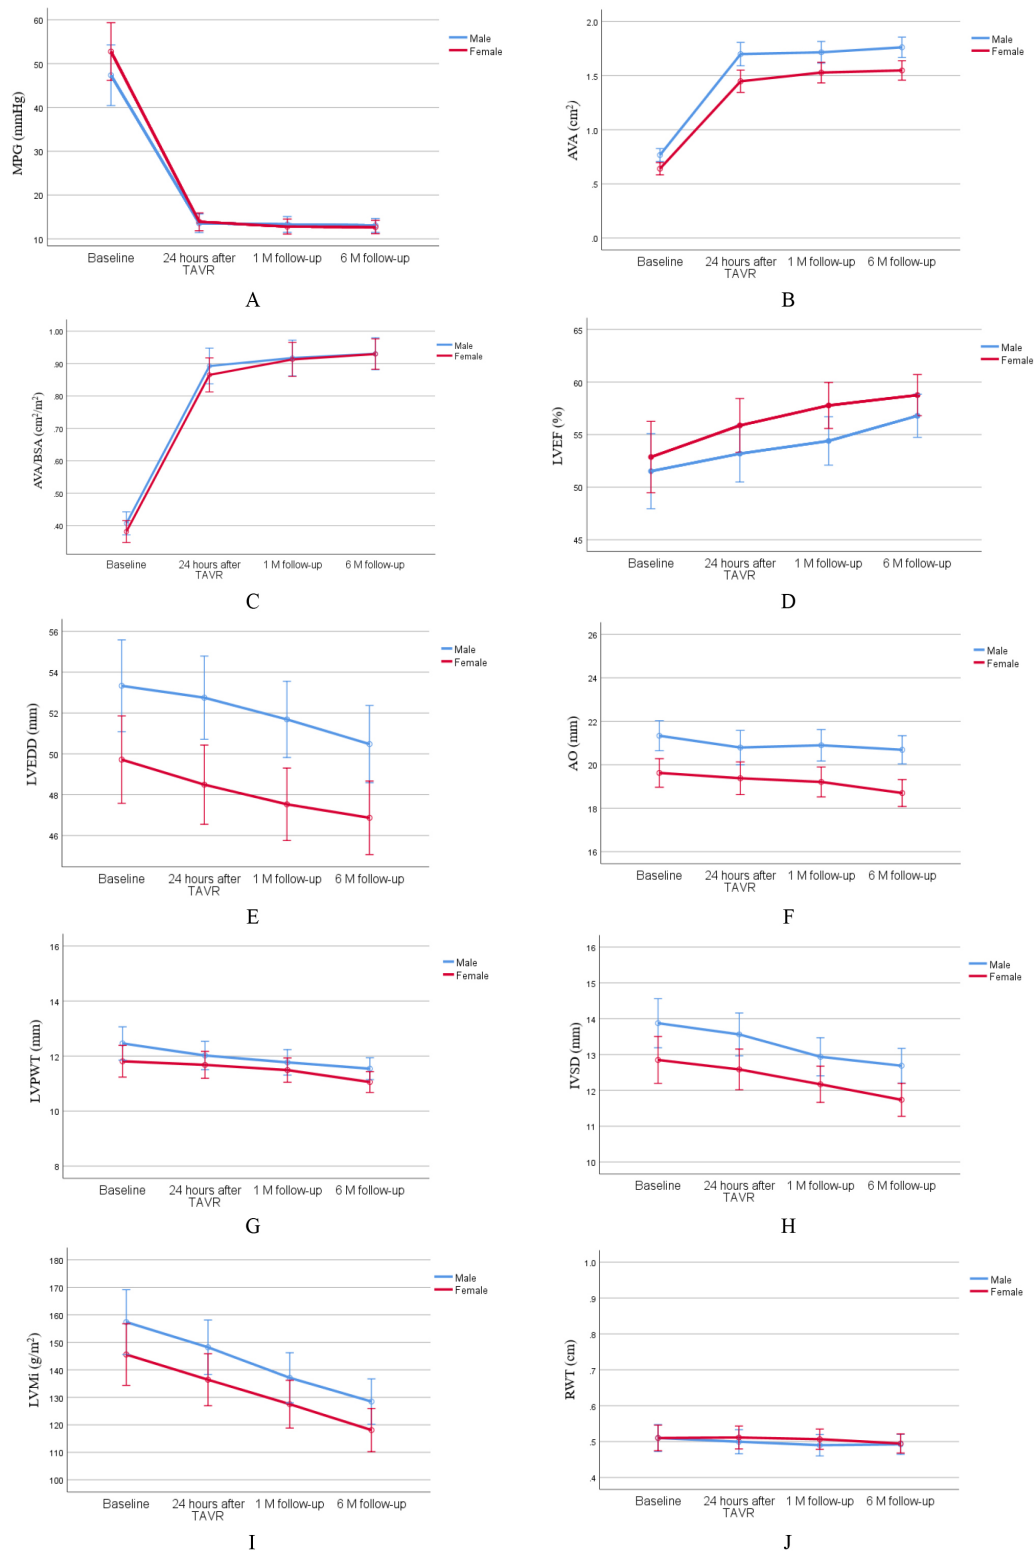 60
50
40
30
20
10
MPG (mmHg)
Male
Female
Baseline
24 hours after
TAVR
1 M follow-up
6 M follow-up
A
2.0
1.5
1.0
.5
.0
AVA (cm²)
Male
Female
Baseline
24 hours after
TAVR
1 M follow-up
6 M follow-up
B
1.00
.90
.80
.70
.60
.50
.40
AVA/BSA (cm²/m²)
Male
Female
Baseline
24 hours after
TAVR
1 M follow-up
6 M follow-up
C
65
60
55
50
45
LVEF (%)
Male
Female
Baseline
24 hours after
TAVR
1 M follow-up
6 M follow-up
D
56
54
52
50
48
46
LVEDD (mm)
Male
Female
Baseline
24 hours after
TAVR
1 M follow-up
6 M follow-up
E
26
24
22
20
18
16
AO (mm)
Male
Female
Baseline
24 hours after
TAVR
1 M follow-up
6 M follow-up
F
16
14
12
10
8
LVPWT (mm)
Male
Female
Baseline
24 hours after
TAVR
1 M follow-up
6 M follow-up
G
16
15
14
13
12
11
10
IVSD (mm)
Male
Female
Baseline
24 hours after
TAVR
1 M follow-up
6 M follow-up
H
180
170
160
150
140
130
120
110
100
LVMi (g/m²)
Male
Female
Baseline
24 hours after
TAVR
1 M follow-up
6 M follow-up
I
1.0
.9
.8
.7
.6
.5
.4
RWT (cm)
Male
Female
Baseline
24 hours after
TAVR
1 M follow-up
6 M follow-up
J